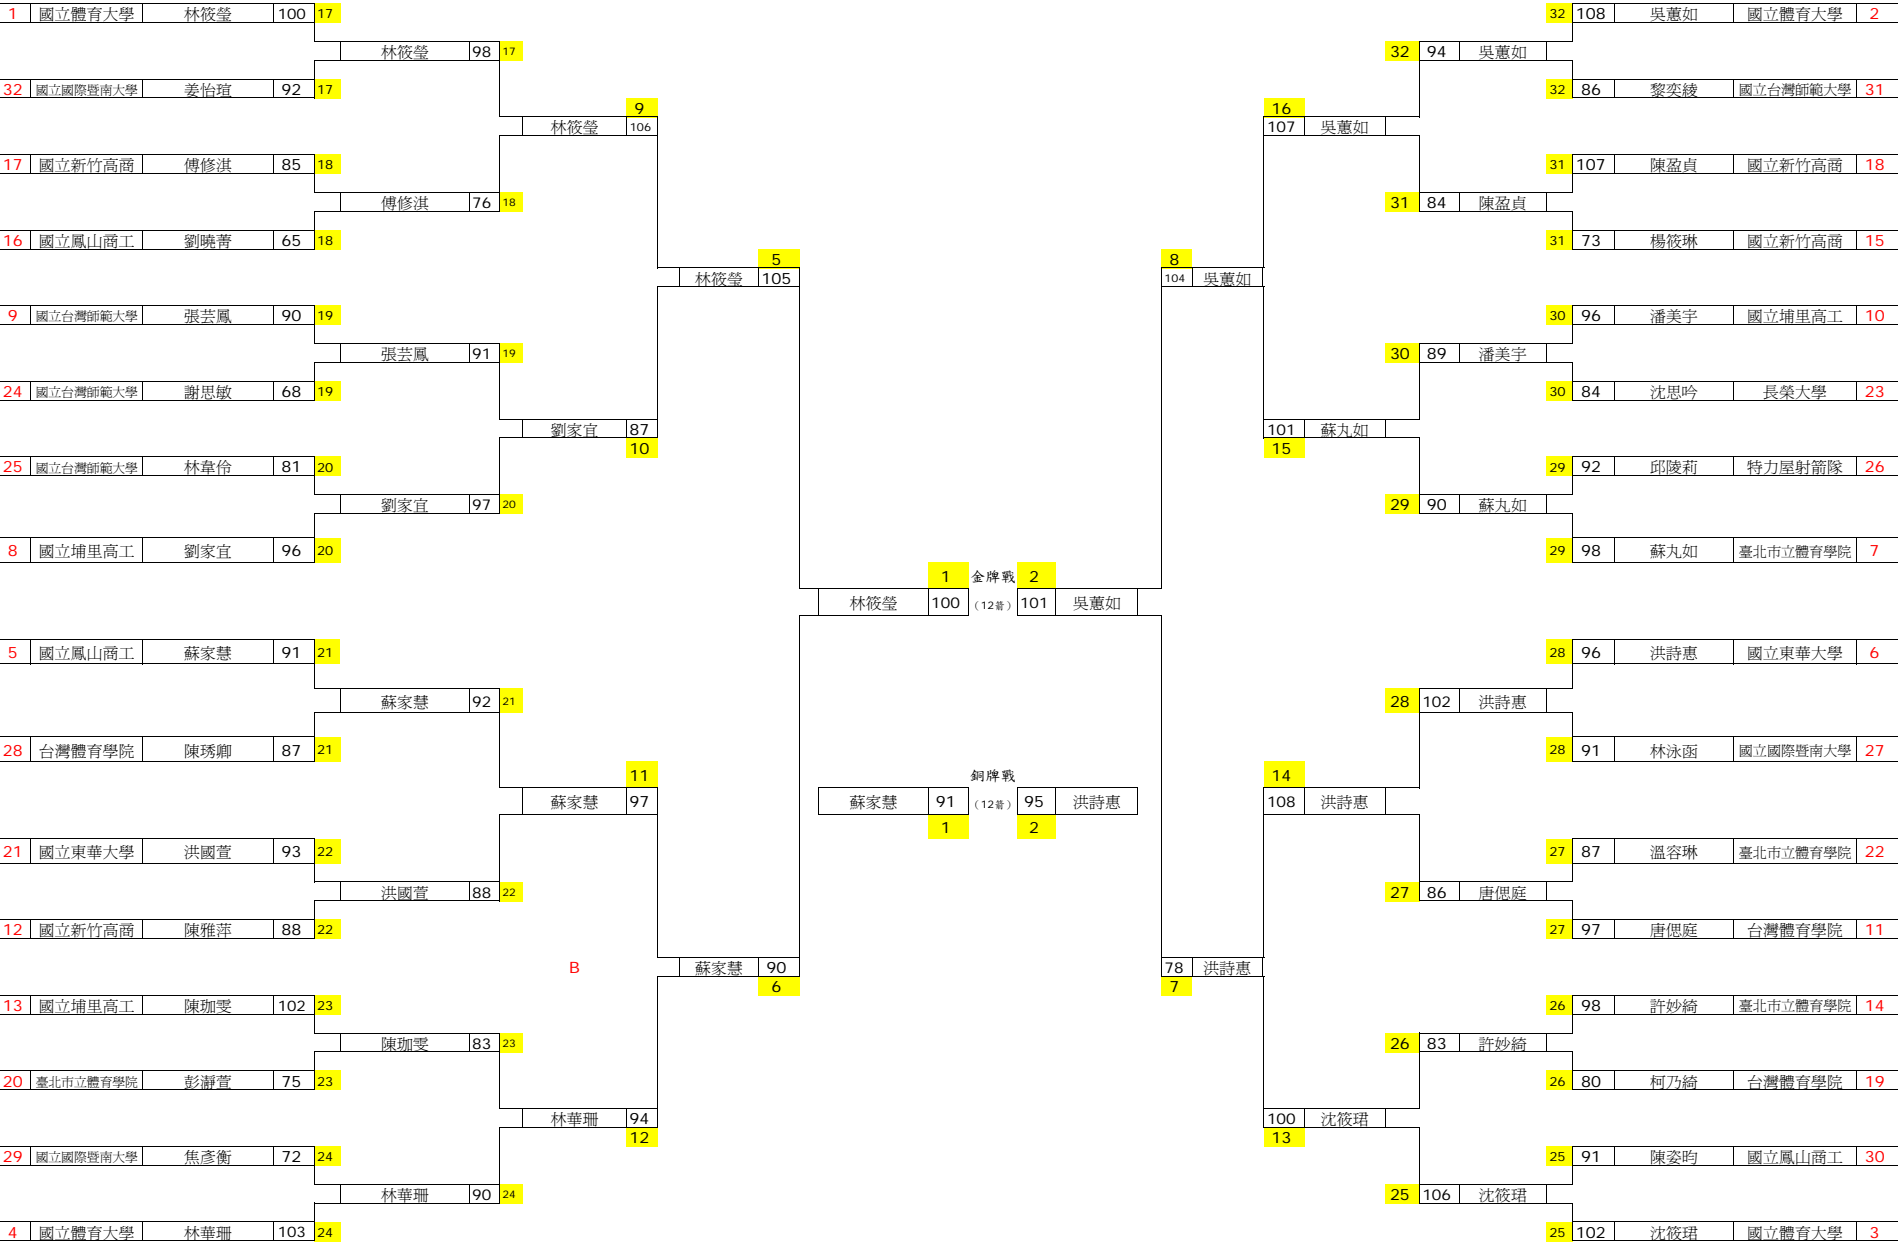 1 國立體育大學 林筱瑩 100 17 32 108 吳蕙如 國立體育大學 2
林筱瑩 98 17 32 94 吳蕙如
32 國立國際暨南大學 姜怡瑄 92 17 32 86 黎奕綾 國立台灣師範大學 31
9 16
林筱瑩 106 107 吳蕙如
17 國立新竹高商 傅修淇 85 18 31 107 陳盈貞 國立新竹高商 18
傅修淇 76 18 31 84 陳盈貞
16 國立鳳山商工 劉曉菁 65 18 31 73 楊筱琳 國立新竹高商 15
5 8
林筱瑩 105 104 吳蕙如
9 國立台灣師範大學 張芸鳳 90 19 30 96 潘美宇 國立埔里高工 10
張芸鳳 91 19 30 89 潘美宇
24 國立台灣師範大學 謝思敏 68 19 30 84 沈思吟 長榮大學 23
劉家宜 87 101 蘇丸如
10 15
25 國立台灣師範大學 林韋伶 81 20 29 92 邱陵莉 特力屋射箭隊 26
劉家宜 97 20 29 90 蘇丸如
8 國立埔里高工 劉家宜 96 20 29 98 蘇丸如 臺北市立體育學院 7
1 金牌戰 2
林筱瑩 100 (12箭) 101 吳蕙如
5 國立鳳山商工 蘇家慧 91 21 28 96 洪詩惠 國立東華大學 6
蘇家慧 92 21 28 102 洪詩惠
28 台灣體育學院 陳琇卿 87 21 28 91 林泳函 國立國際暨南大學 27
11 銅牌戰 14
蘇家慧 97 蘇家慧 91 (12箭) 95 洪詩惠 108 洪詩惠
1 2
21 國立東華大學 洪國萱 93 22 27 87 溫容琳 臺北市立體育學院 22
洪國萱 88 22 27 86 唐偲庭
12 國立新竹高商 陳雅萍 88 22 27 97 唐偲庭 台灣體育學院 11
B 蘇家慧 90 78 洪詩惠
6 7
13 國立埔里高工 陳珈雯 102 23 26 98 許妙綺 臺北市立體育學院 14
陳珈雯 83 23 26 83 許妙綺
20 臺北市立體育學院 彭瀞萱 75 23 26 80 柯乃綺 台灣體育學院 19
林華珊 94 100 沈筱珺
12 13
29 國立國際暨南大學 焦彥衡 72 24 25 91 陳姿昀 國立鳳山商工 30
林華珊 90 24 25 106 沈筱珺
4 國立體育大學 林華珊 103 24 25 102 沈筱珺 國立體育大學 3